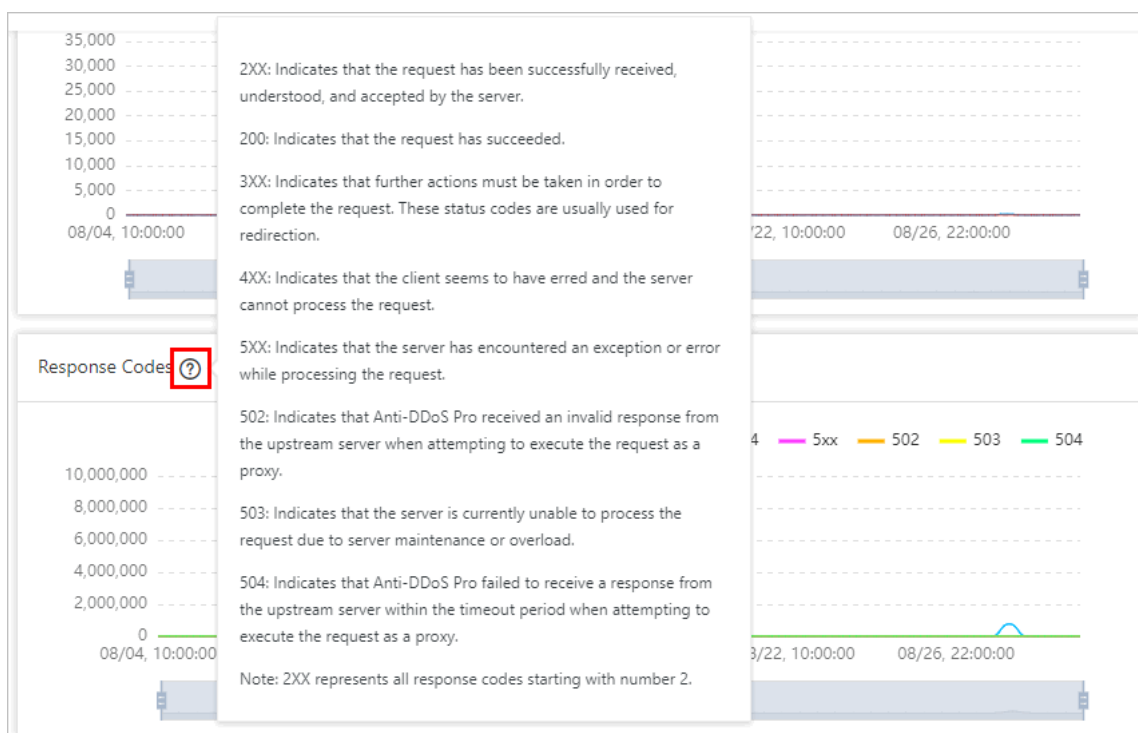 35,000
30,000
25,000
20,000
15,000
10,000
5,000
0
08/04, 10:00:00
/22, 10:00:00
08/26, 22:00:00
2XX: Indicates that the request has been successfully received,
understood, and accepted by the server.
200: Indicates that the request has succeeded.
3XX: Indicates that further actions must be taken in order to
complete the request. These status codes are usually used for
redirection.
4XX: Indicates that the client seems to have erred and the server
cannot process the request.
5XX: Indicates that the server has encountered an exception or error
while processing the request.
502: Indicates that Anti-DDoS Pro received an invalid response from
the upstream server when attempting to execute the request as a
proxy.
503: Indicates that the server is currently unable to process the
request due to server maintenance or overload.
504: Indicates that Anti-DDoS Pro failed to receive a response from
the upstream server within the timeout period when attempting to
execute the request as a proxy.
Note: 2XX represents all response codes starting with number 2.
Response Codes ?
4 5xx 502 503 504
10,000,000
8,000,000
6,000,000
4,000,000
2,000,000
0
08/04, 10:00:00
8/22, 10:00:00
08/26, 22:00:00